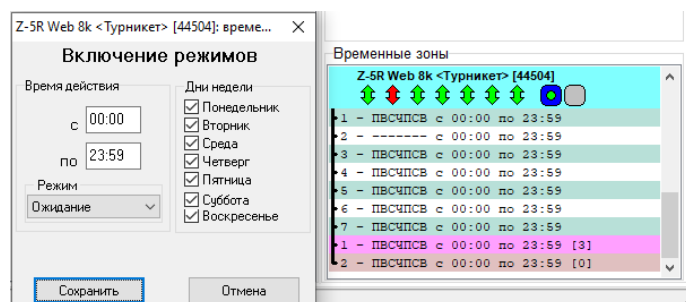 Z-5R Web 8k <Турникет> [44504]: време...
Включение режимов
Время действия
с 00:00
по 23:59
Режим
Ожидание
Дни недели
Понедельник
Вторник
Среда
Четверг
Пятница
Суббота
Воскресенье
Сохранить
Отмена
Временные зоны
Z-5R Web 8k <Турникет> [44504]
1 - ПВСЧПСВ с 00:00 по 23:59
2 - ------- с 00:00 по 23:59
3 - ПВСЧПСВ с 00:00 по 23:59
4 - ПВСЧПСВ с 00:00 по 23:59
5 - ПВСЧПСВ с 00:00 по 23:59
6 - ПВСЧПСВ с 00:00 по 23:59
7 - ПВСЧПСВ с 00:00 по 23:59
1 - ПВСЧПСВ с 00:00 по 23:59 [3]
2 - ПВСЧПСВ с 00:00 по 23:59 [0]